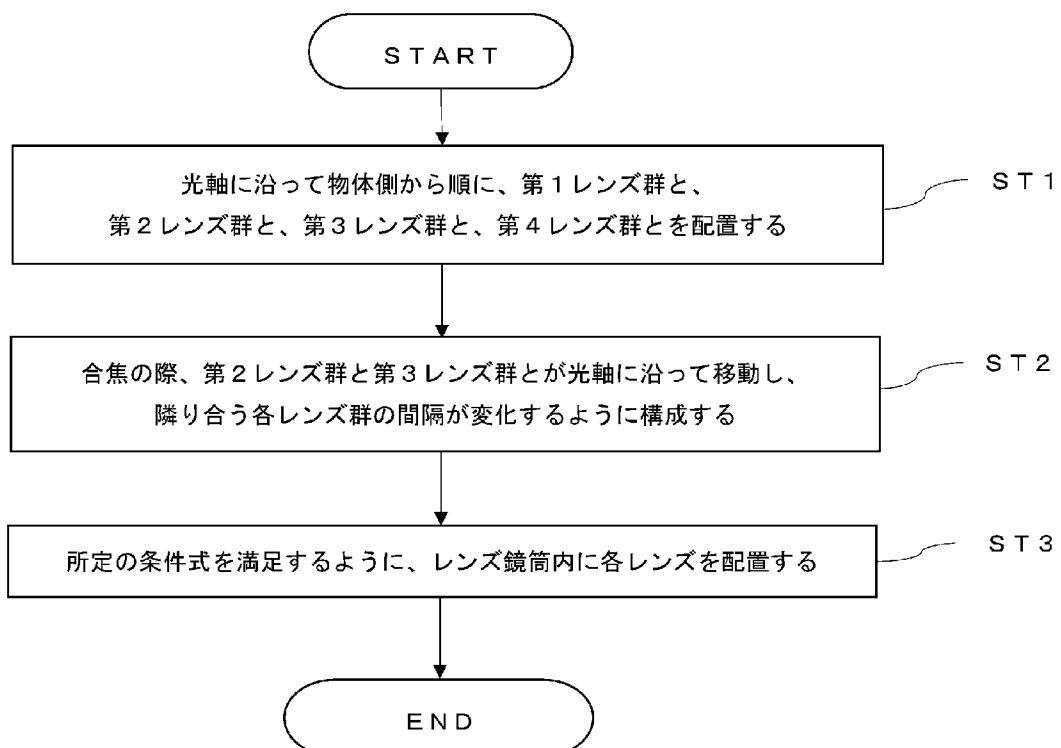 START
光軸に沿って物体側から順に、第1レンズ群と、
ST1
第2レンズ群と、第3レンズ群と、第4レンズ群とを配置する
合焦の際、第2レンズ群と第3レンズ群とが光軸に沿って移動し、
ST2
隣り合う各レンズ群の間隔が変化するように構成する
所定の条件式を満足するように、レンズ鏡筒内に各レンズを配置する
ST3
END